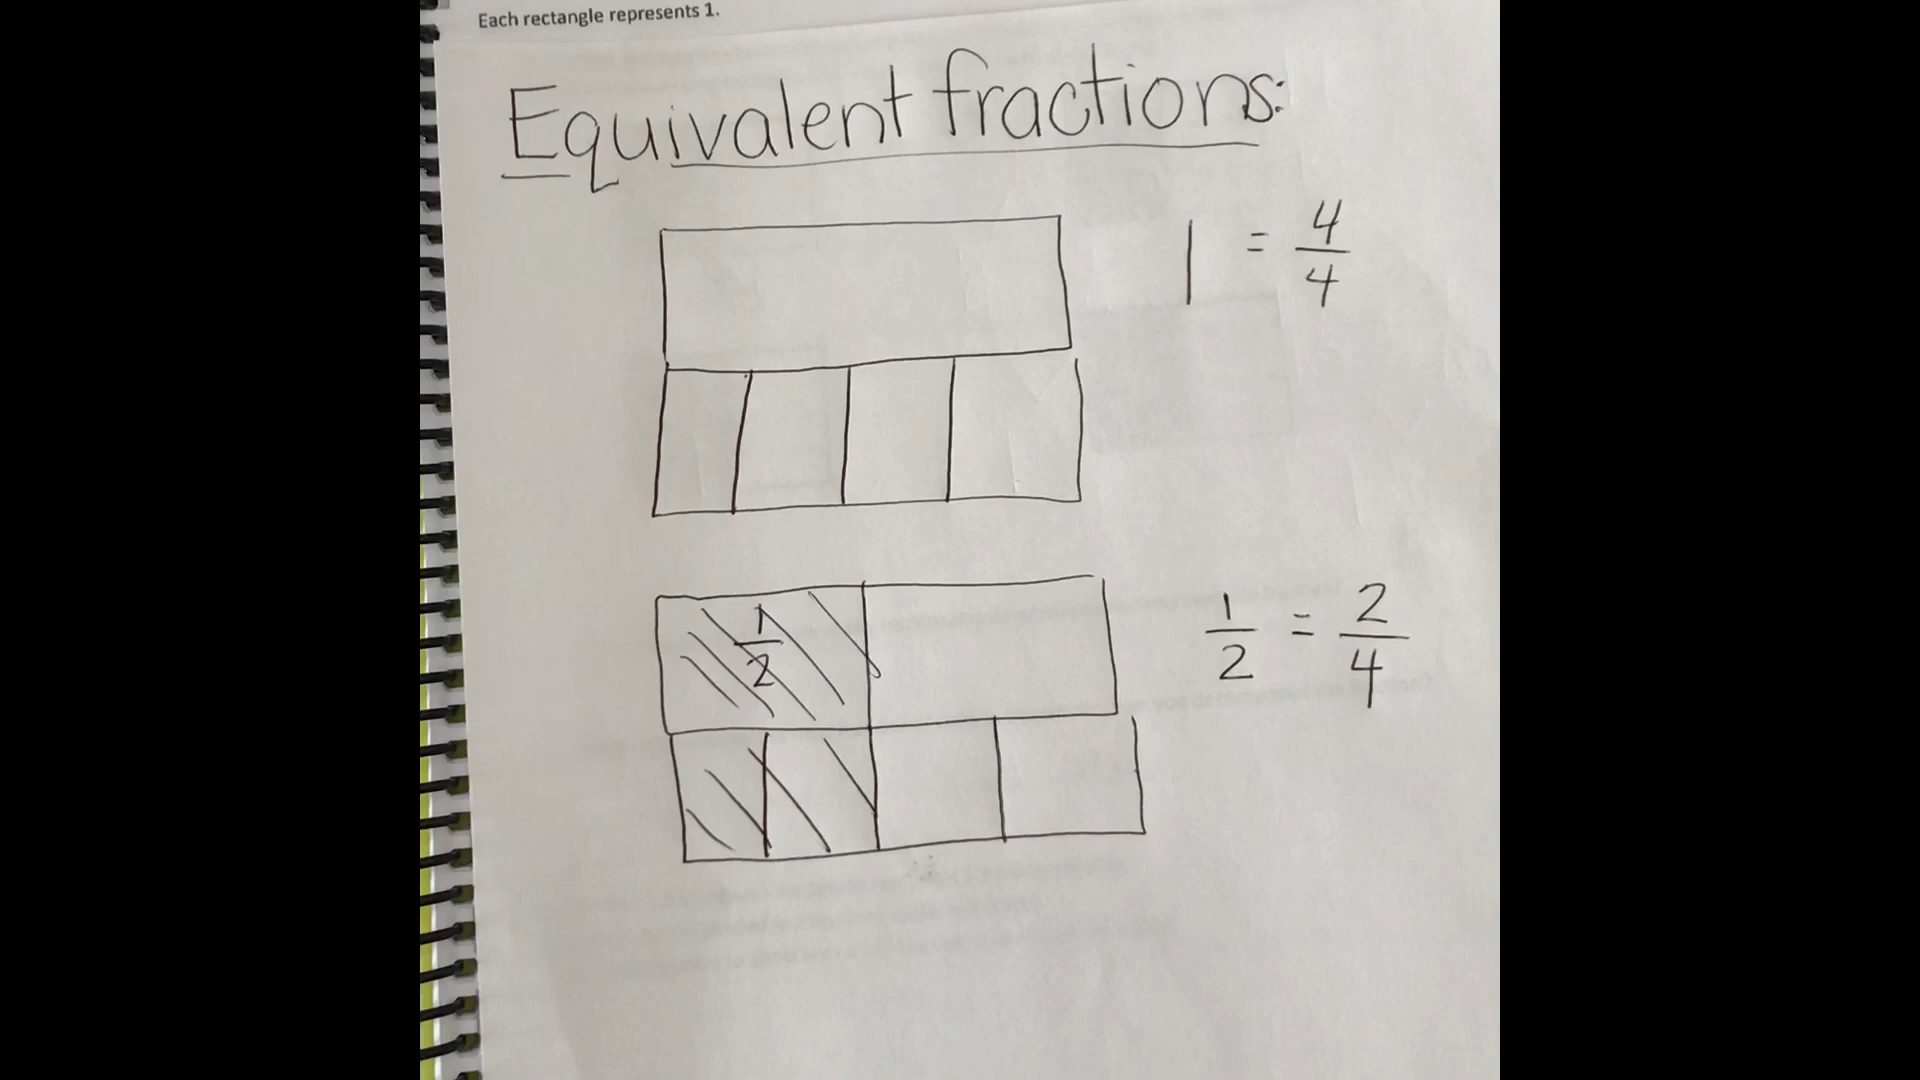 Each rectangle represents 1.
Equivalent fractions:
1 = 4/4
1/2
1/2 = 2/4